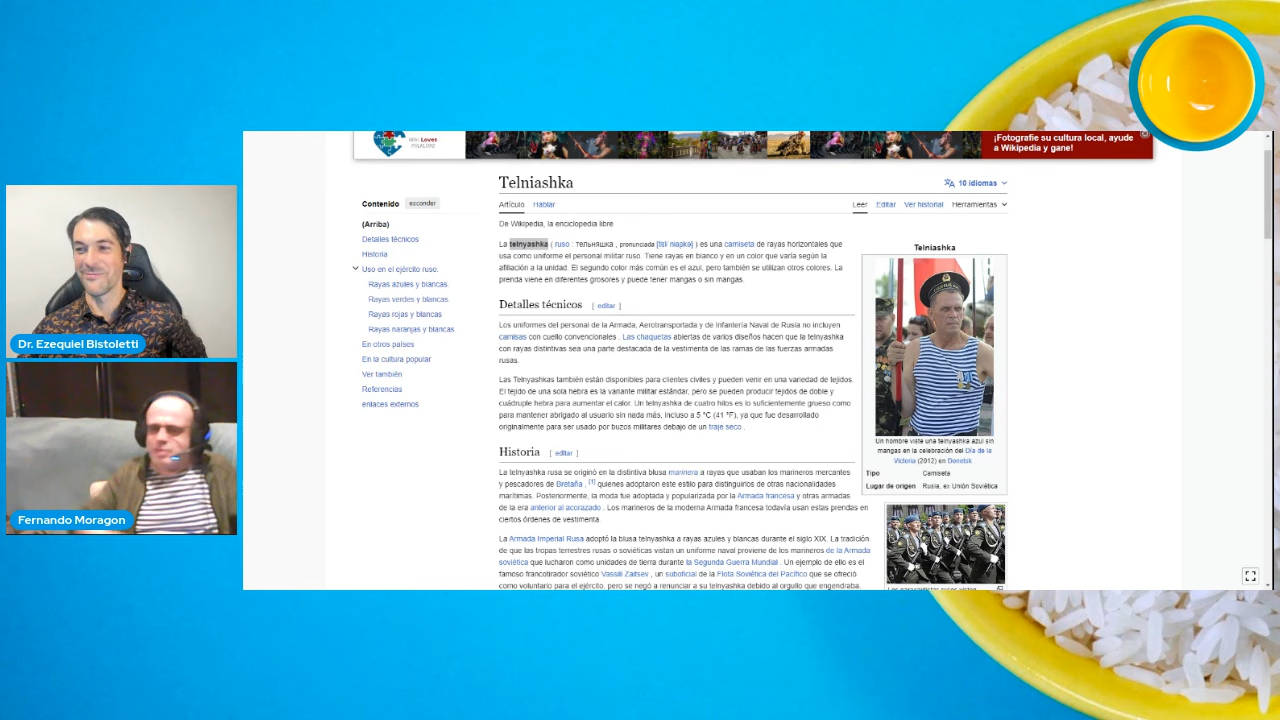 Loves
FOLKLORE
¡Fotografíe su cultura local, ayude
a Wikipedia y gane!
Telniashka
10 idiomas
Contenido esconder
Artículo Hablar
Leer Editar Ver historial Herramientas
(Arriba)
Detalles técnicos
Historia
Uso en el ejército ruso.
Rayas azules y blancas.
Rayas verdes y blancas.
Rayas rojas y blancas
Rayas naranjas y blancas.
En otros países
En la cultura popular
Ver también
Referencias
enlaces externos
De Wikipedia, la enciclopedia libre
La telnyashka ( ruso : тельняшка , pronunciada ) es una camiseta de rayas horizontales que
usa como uniforme el personal militar ruso. Tiene rayas en blanco y en un color que varía según la
afiliación a la unidad. El segundo color más común es el azul, pero también se utilizan otros colores. La
prenda viene en diferentes grosores y puede tener mangas o sin mangas.
Detalles técnicos [ editar ]
Los uniformes del personal de la Armada, Aerotransportada y de Infantería Naval de Rusia no incluyen
camisas con cuello convencionales . Las chaquetas abiertas de varios diseños hacen que la telnyashka
con rayas distintivas sea una parte destacada de la vestimenta de las ramas de las fuerzas armadas
rusas.
Las Telnyashkas también están disponibles para clientes civiles y pueden venir en una variedad de tejidos.
El tejido de una sola hebra es la variante militar estándar, pero se pueden producir tejidos de doble y
cuádruple hebra para aumentar el calor. Un telnyashka de cuatro hilos es lo suficientemente grueso como
para mantener abrigado al usuario sin nada más, incluso a 5 °C (41 °F), ya que fue desarrollado
originalmente para ser usado por buzos militares debajo de un traje seco .
Historia [ editar ]
La telnyashka rusa se originó en la distintiva blusa marinera a rayas que usaban los marineros mercantes
y pescadores de Bretaña , [1] quienes adoptaron este estilo para distinguirlos de otras nacionalidades
marítimas. Posteriormente, la moda fue adoptada y popularizada por la Armada francesa y otras armadas
de la era anterior al acorazado . Los marineros de la moderna Armada francesa todavía usan estas prendas en
ciertos órdenes de vestimenta.
La Armada Imperial Rusa adoptó la blusa telnyashka a rayas azules y blancas durante el siglo XIX. La tradición
de que las tropas terrestres rusas o soviéticas vistan un uniforme naval proviene de los marineros de la Armada
soviética que lucharon como unidades de tierra durante la Segunda Guerra Mundial . Un ejemplo de ello es el
famoso francotirador soviético Vassili Zaitsev , un suboficial de la Flota Soviética del Pacífico que se ofreció
como voluntario para el ejército, pero se negó a renunciar a su telnyashka debido al orgullo que engendraba.
Telniashka
Un hombre viste una telnyashka azul sin
mangas en la celebración del Día de la
Victoria (2012) en Donetsk
Tipo Camiseta
Lugar de origen Rusia, ex Unión Soviética
Dr. Ezequiel Bistoletti
Fernando Moragon